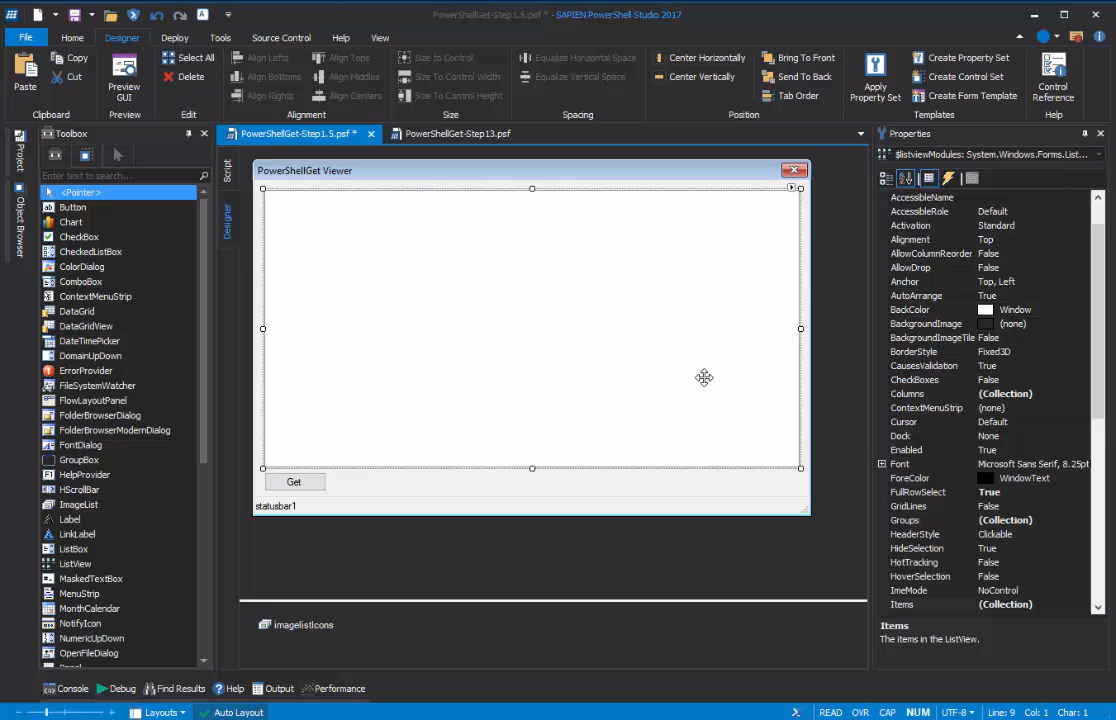 PowerShellGet-Step1.5.psf * - SAPIEN PowerShell Studio 2017
File Home Designer Deploy Tools Source Control Help View
Paste
Copy
Cut
Clipboard
Preview GUI
Preview
Select All
Delete
Edit
Align Lefts
Align Bottoms
Align Rights
Align Tops
Align Middles
Align Centers
Alignment
Size to Control
Size To Control Width
Size To Control Height
Size
Equalize Horizontal Space
Equalize Vertical Space
Spacing
Center Horizontally
Center Vertically
Bring To Front
Send To Back
Tab Order
Position
Apply Property Set
Create Property Set
Create Control Set
Create Form Template
Templates
Control Reference
Help
Project
Object Browser
Toolbox
Enter text to search...
<Pointer>
Button
Chart
CheckBox
CheckedListBox
ColorDialog
ComboBox
ContextMenuStrip
DataGrid
DataGridView
DateTimePicker
DomainUpDown
ErrorProvider
FileSystemWatcher
FlowLayoutPanel
FolderBrowserDialog
FolderBrowserModernDialog
FontDialog
GroupBox
HelpProvider
HScrollBar
ImageList
Label
LinkLabel
ListBox
ListView
MaskedTextBox
MenuStrip
MonthCalendar
NotifyIcon
NumericUpDown
OpenFileDialog
PowerShellGet-Step1.5.psf *
PowerShellGet-Step13.psf
Script
Designer
PowerShellGet Viewer
Get
statusbar1
imagelistIcons
Properties
$listviewModules: System.Windows.Forms.List...
AccessibleName
AccessibleRole Default
Activation Standard
Alignment Top
AllowColumnReorder False
AllowDrop False
Anchor Top, Left
AutoArrange True
BackColor Window
BackgroundImage (none)
BackgroundImageTile False
BorderStyle Fixed3D
CausesValidation True
CheckBoxes False
Columns (Collection)
ContextMenuStrip (none)
Cursor Default
Dock None
Enabled True
Font Microsoft Sans Serif, 8.25pt
ForeColor WindowText
FullRowSelect True
GridLines False
Groups (Collection)
HeaderStyle Clickable
HideSelection True
HotTracking False
HoverSelection False
ImeMode NoControl
Items (Collection)
Items
The items in the ListView.
Console Debug Find Results Help Output Performance
Layouts Auto Layout READ OVR CAP NUM UTF-8 Line: 9 Col: 1 Char: 1